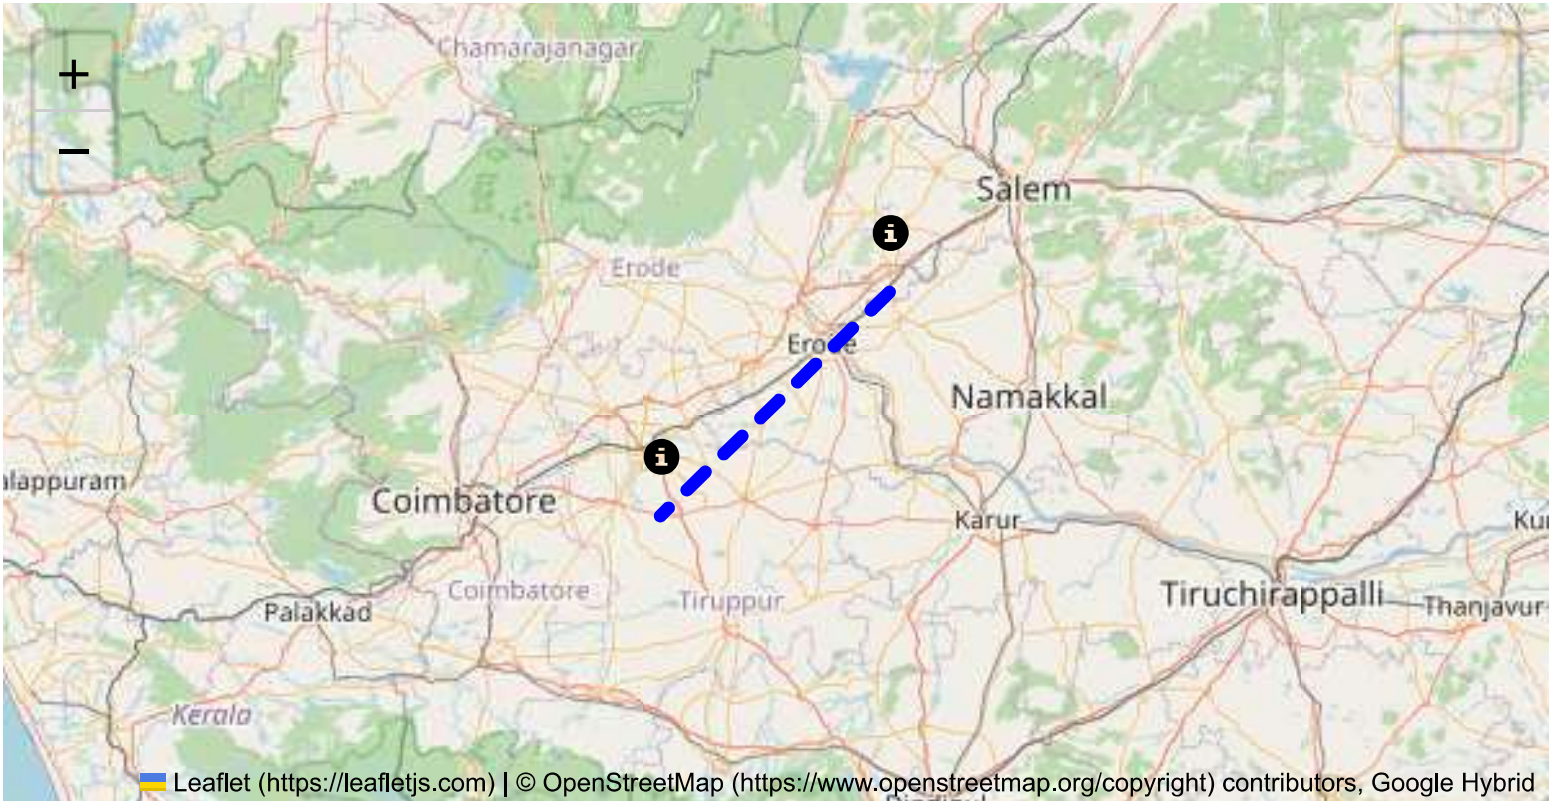 Chamarajanagar
+
−
Salem
i
Erode
Erode
Namakkal
alappuram
i
Coimbatore
Karur
Kur
Coimbatore
Tiruppur
Tiruchirappalli
Thanjavur
Palakkad
Kerala
Leaflet (https://leafletjs.com) | © OpenStreetMap (https://www.openstreetmap.org/copyright) contributors, Google Hybrid